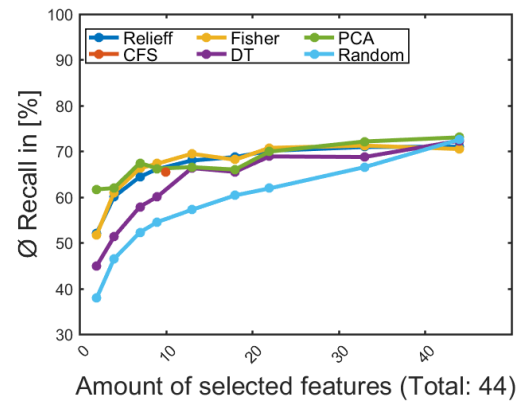 100
90
80
70
60
50
40
30
Ø Recall in [%]
Relieff Fisher PCA
CFS DT Random
0 10 20 30 40
Amount of selected features (Total: 44)